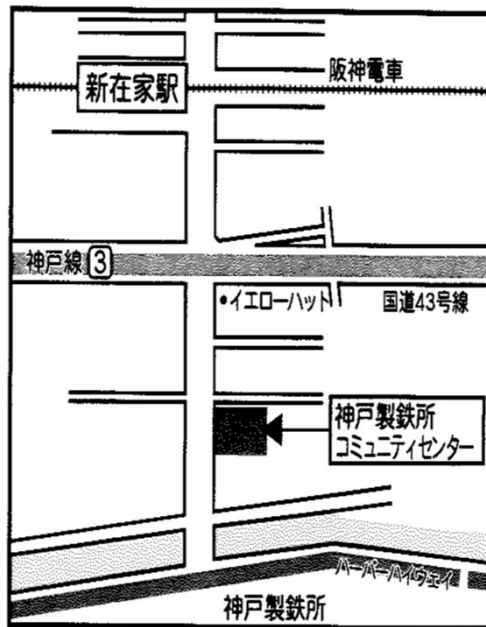 阪神電車
新在家駅
神戸線 3
•イエローハット
国道43号線
神戸製鉄所
コミュニティセンター
ハーバーハイウェイ
神戸製鉄所